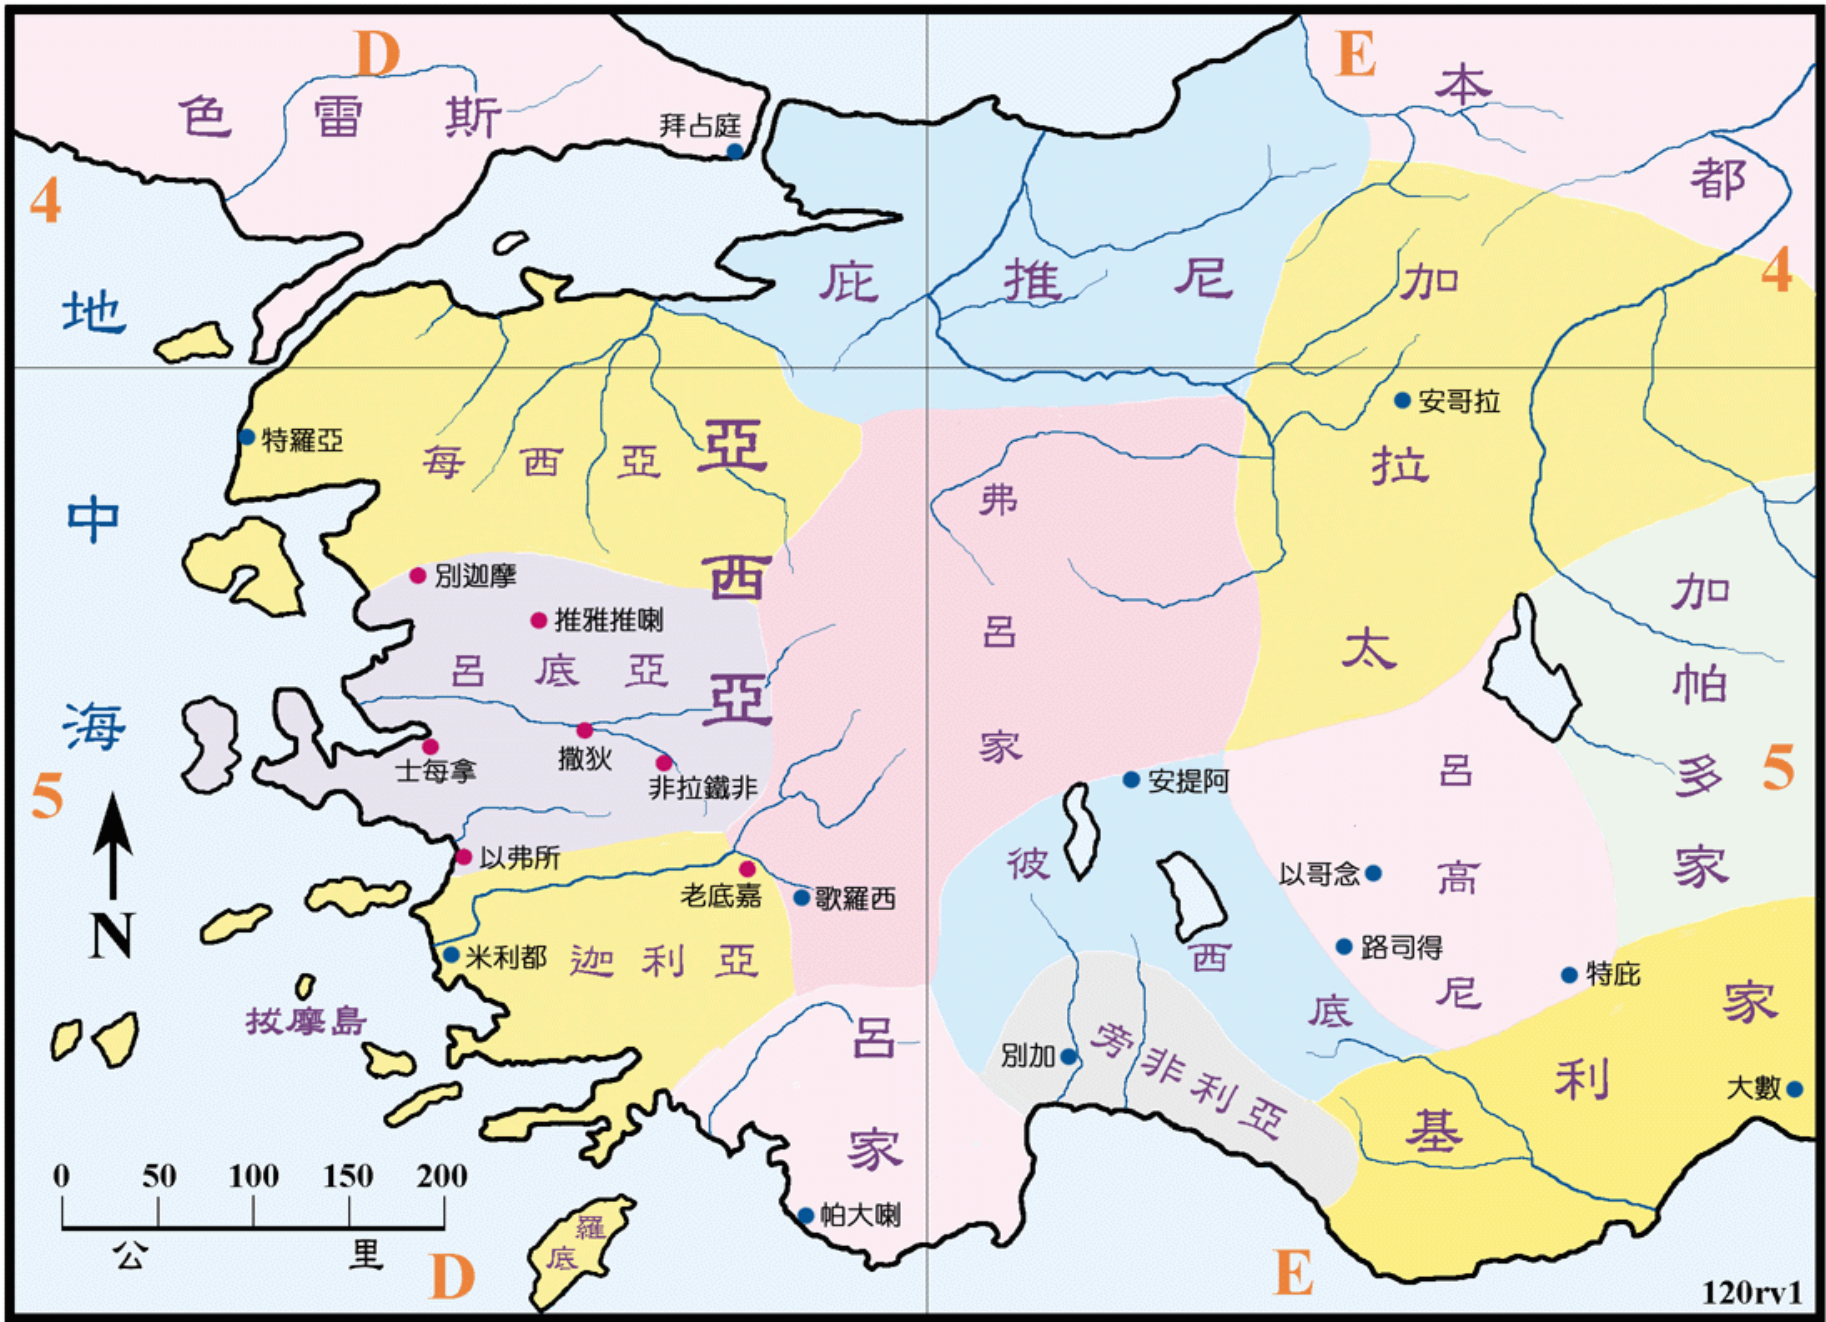 D
E
色雷斯
本都
拜占庭
4
4
地中海
庇推尼
加拉太
安哥拉
特羅亞
每西亞
亞西亞
弗呂家
別迦摩
推雅推喇
呂底亞
加帕多家
士每拿
撒狄
非拉鐵非
安提阿
呂高尼
5
5
以弗所
老底嘉
歌羅西
彼西底
以哥念
路司得
特庇
N
米利都
迦利亞
拔摩島
呂家
別加
旁非利亞
基利家
大數
0 50 100 150 200
公里
帕大喇
羅底
D
E
120rv1